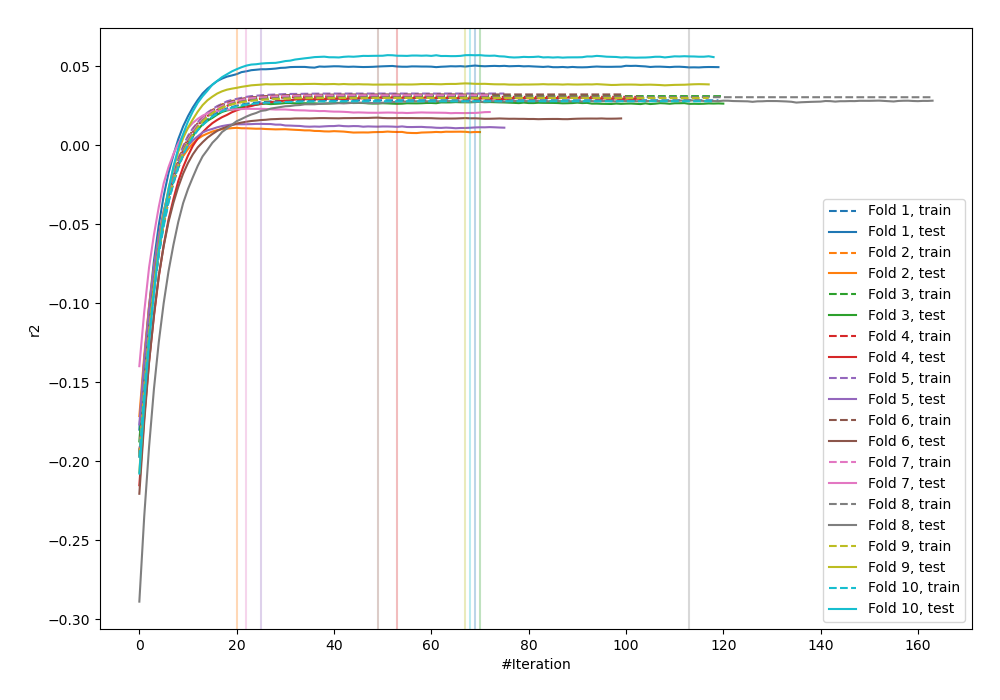 0.05
0.00
−0.05
−0.10
−0.15
−0.20
−0.25
−0.30
r2
0 20 40 60 80 100 120 140 160
#Iteration
Fold 1, train
Fold 1, test
Fold 2, train
Fold 2, test
Fold 3, train
Fold 3, test
Fold 4, train
Fold 4, test
Fold 5, train
Fold 5, test
Fold 6, train
Fold 6, test
Fold 7, train
Fold 7, test
Fold 8, train
Fold 8, test
Fold 9, train
Fold 9, test
Fold 10, train
Fold 10, test